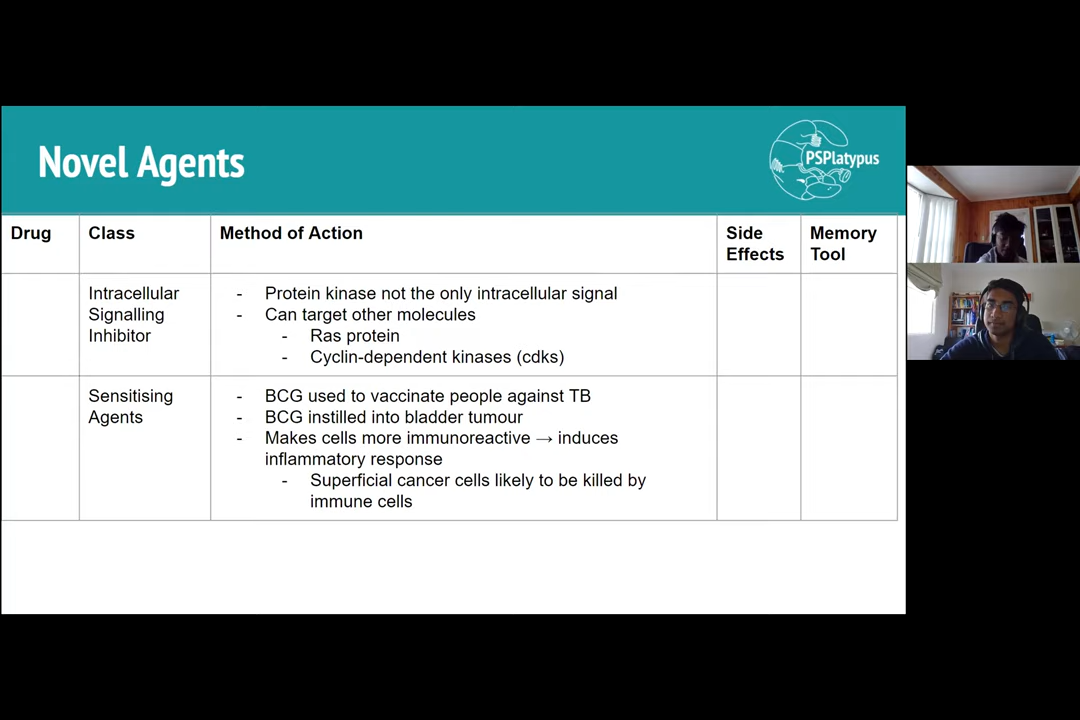 Novel Agents
PSPlatypus
Drug
Class
Method of Action
Side
Effects
Memory
Tool
Intracellular
Signalling
Inhibitor
- Protein kinase not the only intracellular signal
- Can target other molecules
- Ras protein
- Cyclin-dependent kinases (cdks)
Sensitising
Agents
- BCG used to vaccinate people against TB
- BCG instilled into bladder tumour
- Makes cells more immunoreactive → induces
inflammatory response
- Superficial cancer cells likely to be killed by
immune cells